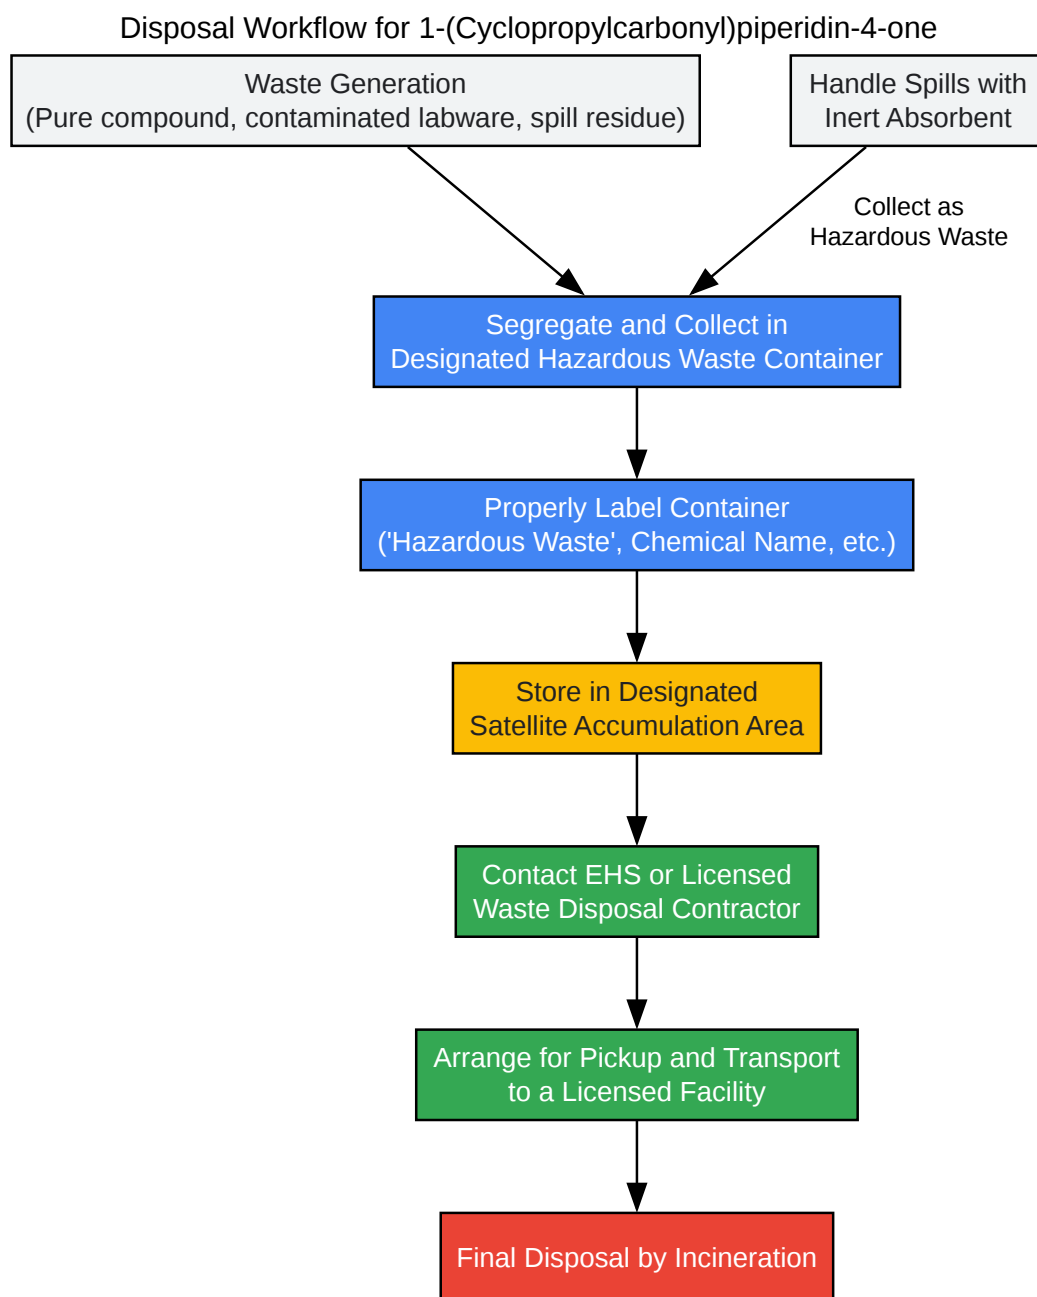 Disposal Workflow for 1-(Cyclopropylcarbonyl)piperidin-4-one
Waste Generation
(Pure compound, contaminated labware, spill residue)
Handle Spills with
Inert Absorbent
Collect as
Hazardous Waste
Segregate and Collect in
Designated Hazardous Waste Container
Properly Label Container
('Hazardous Waste', Chemical Name, etc.)
Store in Designated
Satellite Accumulation Area
Contact EHS or Licensed
Waste Disposal Contractor
Arrange for Pickup and Transport
to a Licensed Facility
Final Disposal by Incineration